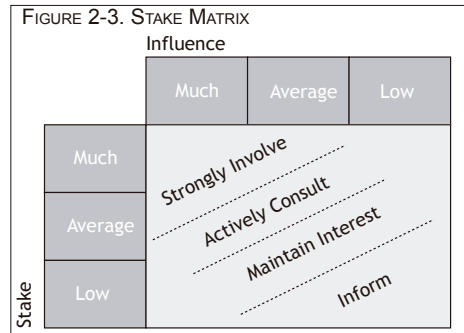 FIGURE 2-3. STAKE MATRIX
Influence
Much Average Low
Much
Average
Low
Stake
Strongly Involve
Actively Consult
Maintain Interest
Inform